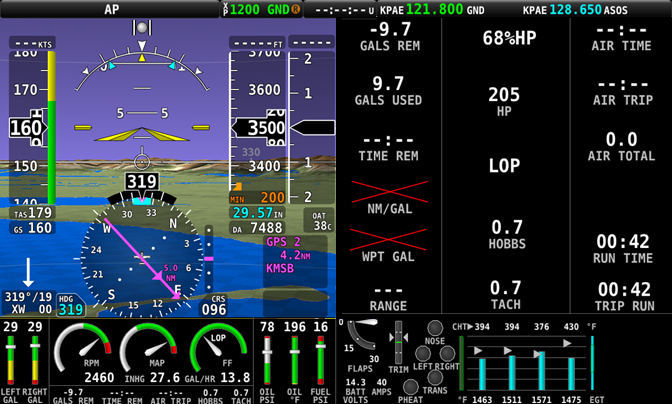 AP
X
P
1200 GND R
--:--:-- U
KPAE 121.800 GND
KPAE 128.650 ASOS
--- KTS
180
170
160
150
140
TAS 179
GS 160
319°/19
XW 00
HDG
319
5 5
319
30 33
W N
24
21
S E
15 12
5.0
NM
---- FT
3700
3600
3500
3400
330
MIN 200
29.57 IN
DA 7488
OAT
38C
2
1
1
2
GPS 2
4.2NM
KMSB
CRS
096
-9.7
GALS REM
9.7
GALS USED
--:--
TIME REM
NM/GAL
WPT GAL
---
RANGE
68%HP
205
HP
LOP
0.7
HOBBS
0.7
TACH
--:--
AIR TIME
--:--
AIR TRIP
0.0
AIR TOTAL
00:42
RUN TIME
00:42
TRIP RUN
29 29
LEFT GAL
RIGHT GAL
RPM
2460
MAP
INHG 27.6
LOP
FF
GAL/HR 13.8
78 196 16
OIL PSI
OIL °F
FUEL PSI
-9.7
GALS REM
--:--
TIME REM
--:--
AIR TRIP
0.7
HOBBS
0.7
TACH
0
15
30
FLAPS
14.3 40
BATT AMPS
VOLTS
TRIM
NOSE
LEFT RIGHT
TRANS
PHEAT
CHT 394 394 376 430 °F
°F 1463 1511 1571 1475 EGT